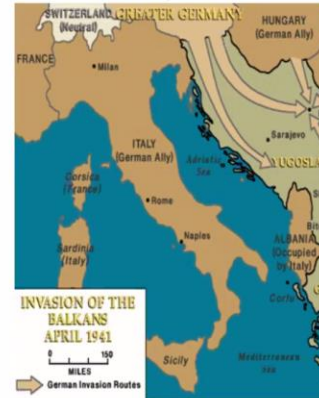 SWITZERLAND
(Neutral)
GREATER GERMANY
HUNGARY
(German Ally)
FRANCE
Milan
Sarajevo
ITALY
(German Ally)
Adriatic
Sea
YUGOSLA
Corsica
(France)
Rome
Naples
ALBANIA
(Occupied
by Italy)
Sardinia
(Italy)
Corfu
INVASION OF THE
BALKANS
APRIL 1941
0 150
MILES
German Invasion Routes
Sicily
Mediterranean
sea